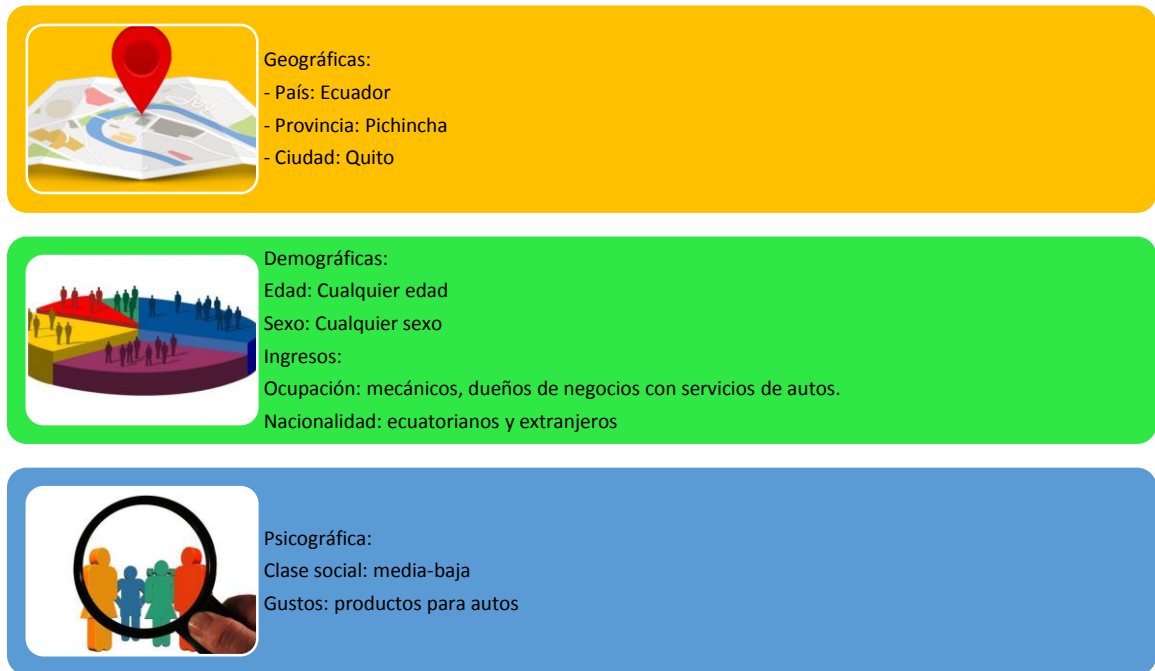 Geográficas:
- País: Ecuador
- Provincia: Pichincha
- Ciudad: Quito
Demográficas:
Edad: Cualquier edad
Sexo: Cualquier sexo
Ingresos:
Ocupación: mecánicos, dueños de negocios con servicios de autos.
Nacionalidad: ecuatorianos y extranjeros
Psicográfica:
Clase social: media-baja
Gustos: productos para autos